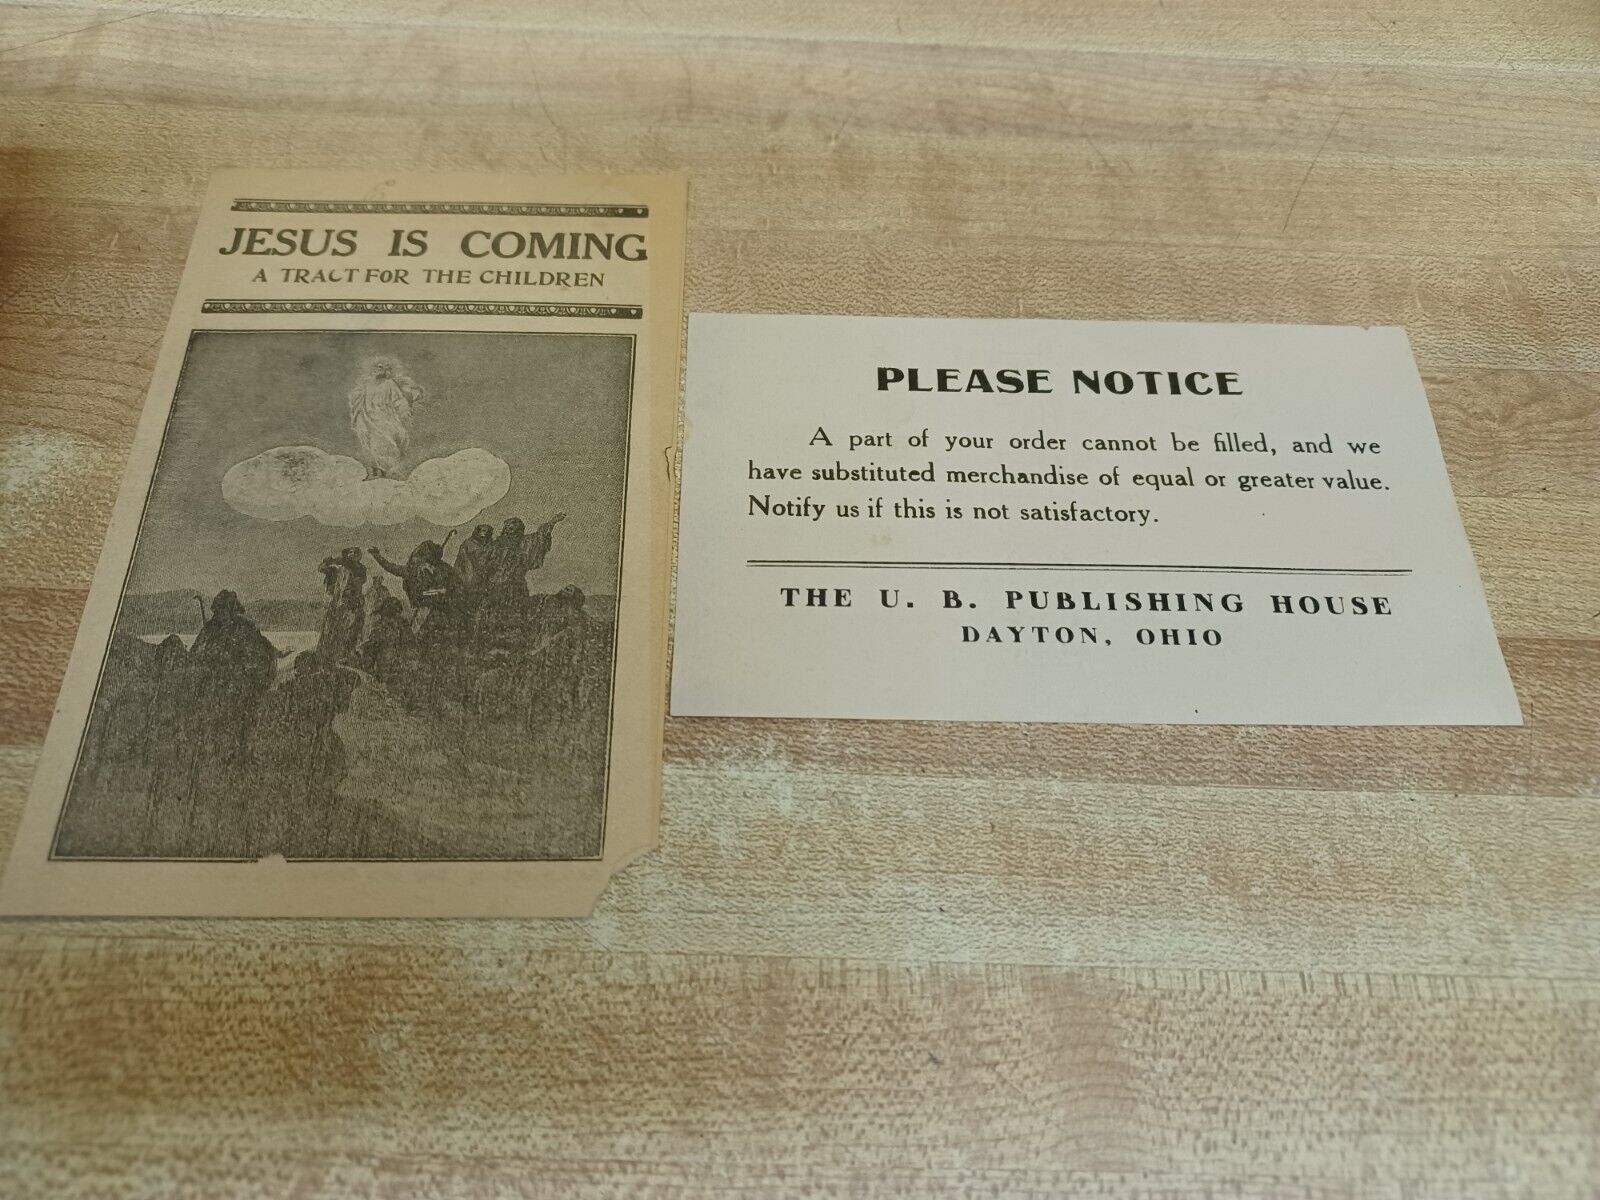 JESUS IS COMING
A TRACT FOR THE CHILDREN
PLEASE NOTICE
A part of your order cannot be filled, and we
have substituted merchandise of equal or greater value.
Notify us if this is not satisfactory.
THE U. B. PUBLISHING HOUSE
DAYTON, OHIO